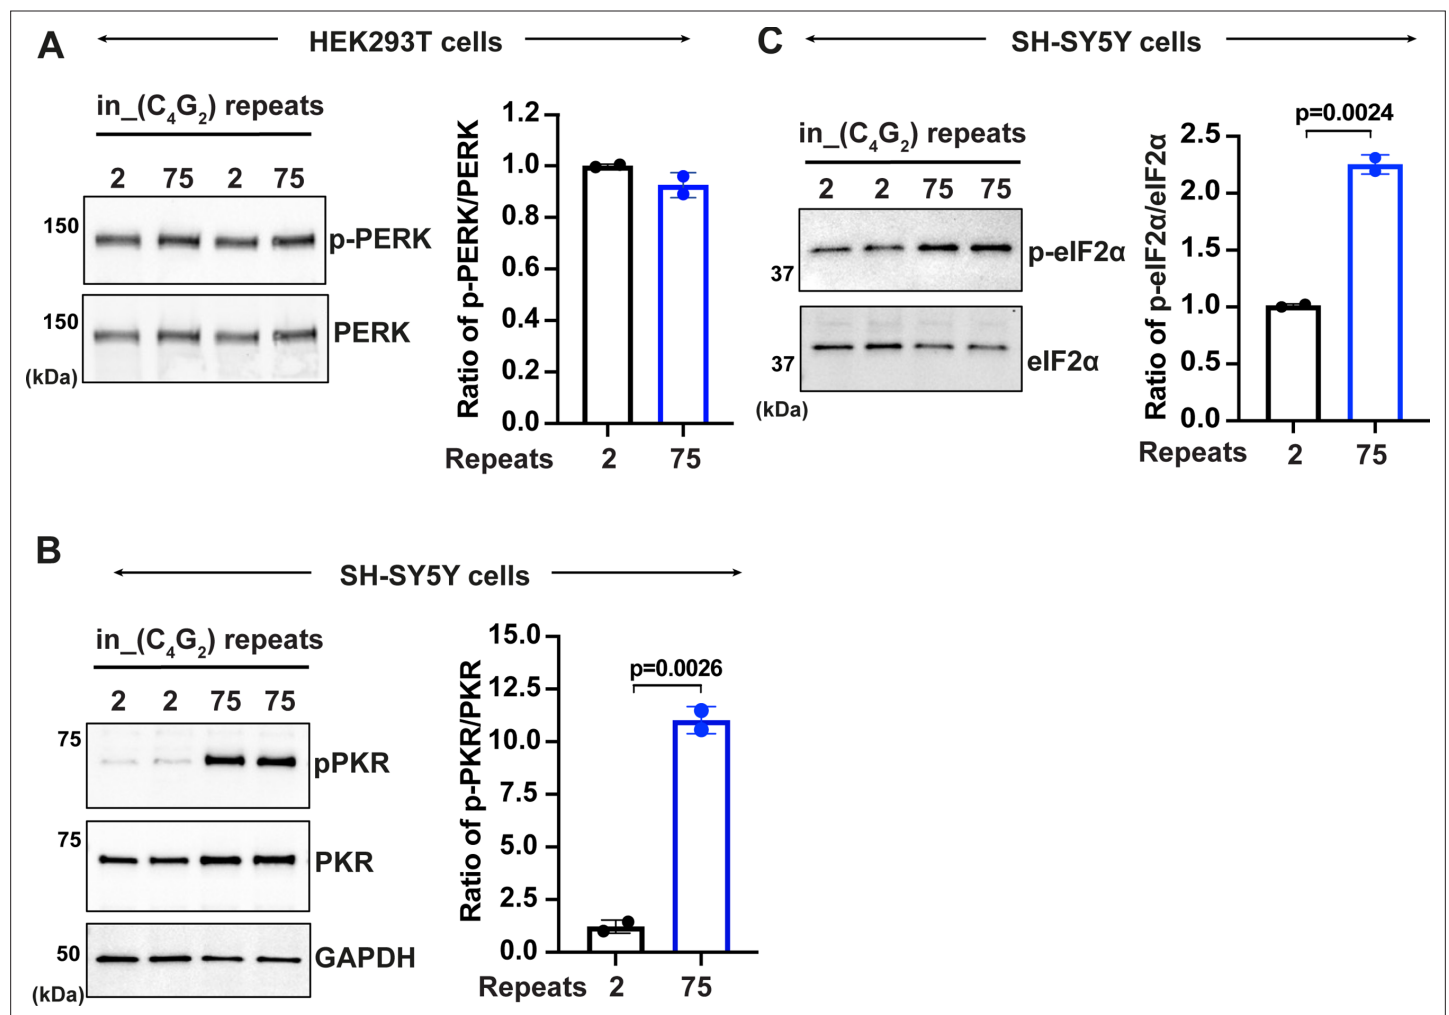 A
HEK293T cells
in_(C4G2) repeats
2 75 2 75
150
p-PERK
150
PERK
(kDa)
Ratio of p-PERK/PERK
1.2
1.0
0.8
0.6
0.4
0.2
0.0
Repeats 2 75
C
SH-SY5Y cells
in_(C4G2) repeats
2 2 75 75
p-eIF2α
37
eIF2α
37
(kDa)
Ratio of p-eIF2α/eIF2α
p=0.0024
2.5
2.0
1.5
1.0
0.5
0.0
Repeats 2 75
B
SH-SY5Y cells
in_(C4G2) repeats
2 2 75 75
75
pPKR
75
PKR
50
GAPDH
(kDa)
Ratio of p-PKR/PKR
15.0
p=0.0026
12.5
10.0
7.5
5.0
2.5
0.0
Repeats 2 75